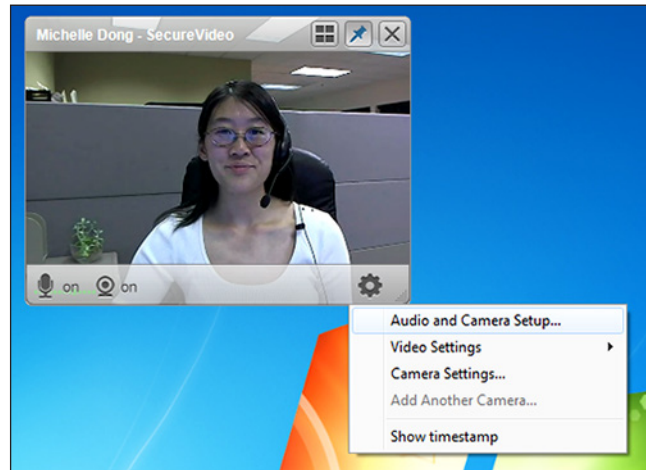 Michelle Dong - SecureVideo
on on
Audio and Camera Setup...
Video Settings
Camera Settings...
Add Another Camera...
Show timestamp